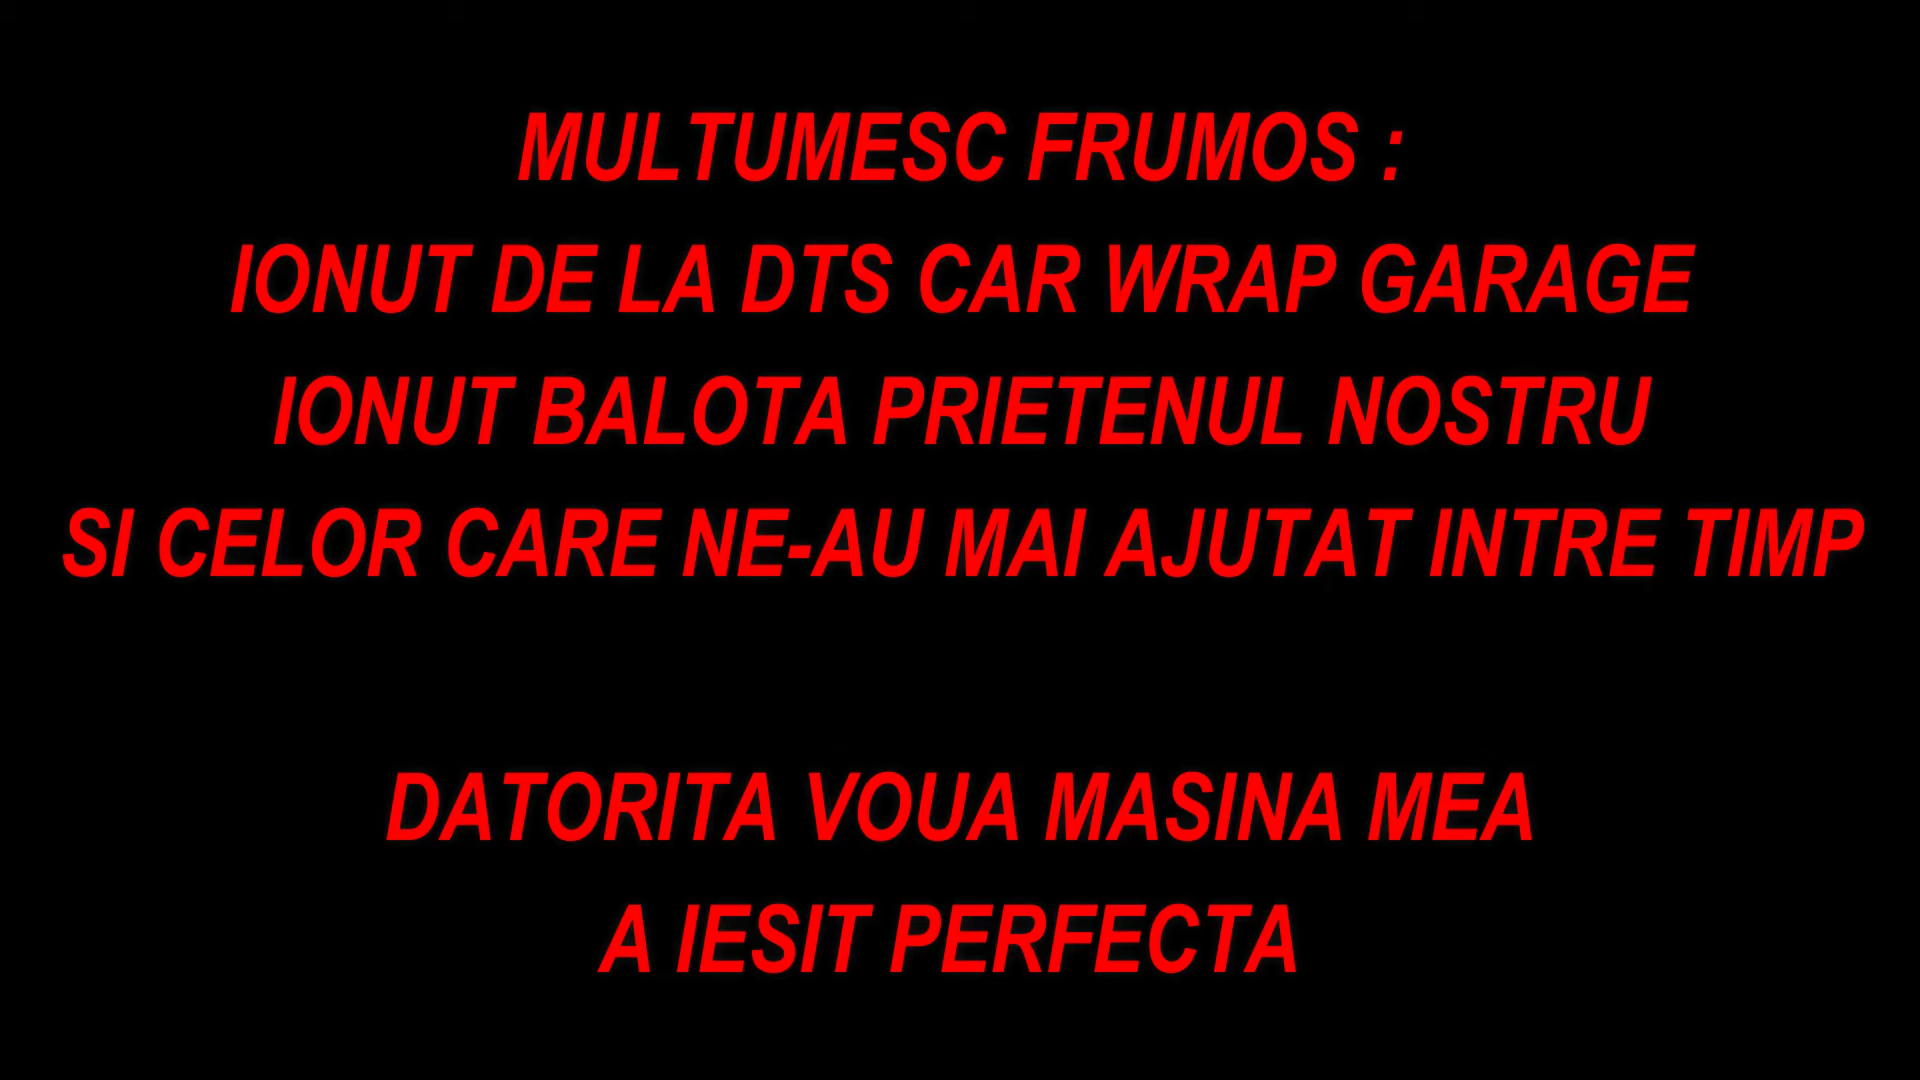 MULTUMESC FRUMOS :
IONUT DE LA DTS CAR WRAP GARAGE
IONUT BALOTA PRIETENUL NOSTRU
SI CELOR CARE NE-AU MAI AJUTAT INTRE TIMP
DATORITA VOUA MASINA MEA
A IESIT PERFECTA